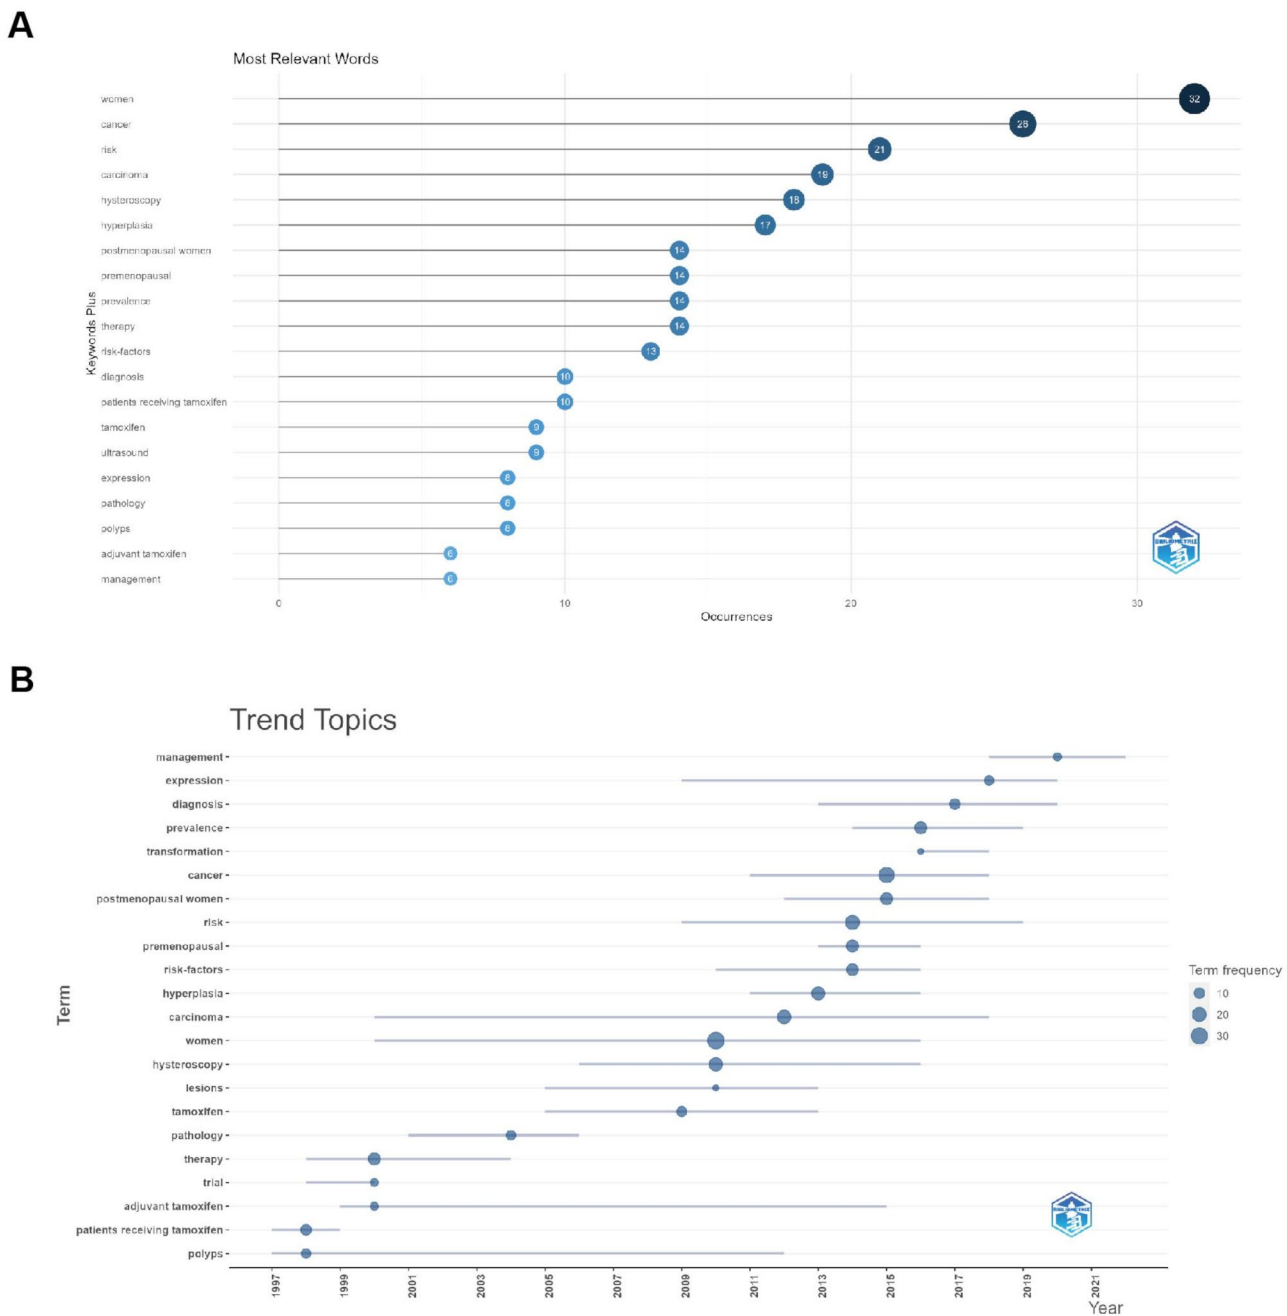 A
Most Relevant Words
Keywords Plus
women 32
cancer 26
risk 21
carcinoma 19
hysteroscopy 18
hyperplasia 17
postmenopausal women 14
premenopausal 14
prevalence 14
therapy 14
risk-factors 13
diagnosis 10
patients receiving tamoxifen 10
tamoxifen 9
ultrasound 9
expression 8
pathology 8
polyps 8
adjuvant tamoxifen 6
management 6
BIBLIOMETRIX
0 10 20 30
Occurrences
B
Trend Topics
Term
management
expression
diagnosis
prevalence
transformation
cancer
postmenopausal women
risk
premenopausal
risk-factors
hyperplasia
carcinoma
women
hysteroscopy
lesions
tamoxifen
pathology
therapy
trial
adjuvant tamoxifen
patients receiving tamoxifen
polyps
Term frequency
10
20
30
BIBLIOMETRIX
1997 1999 2001 2003 2005 2007 2009 2011 2013 2015 2017 2019 2021
Year